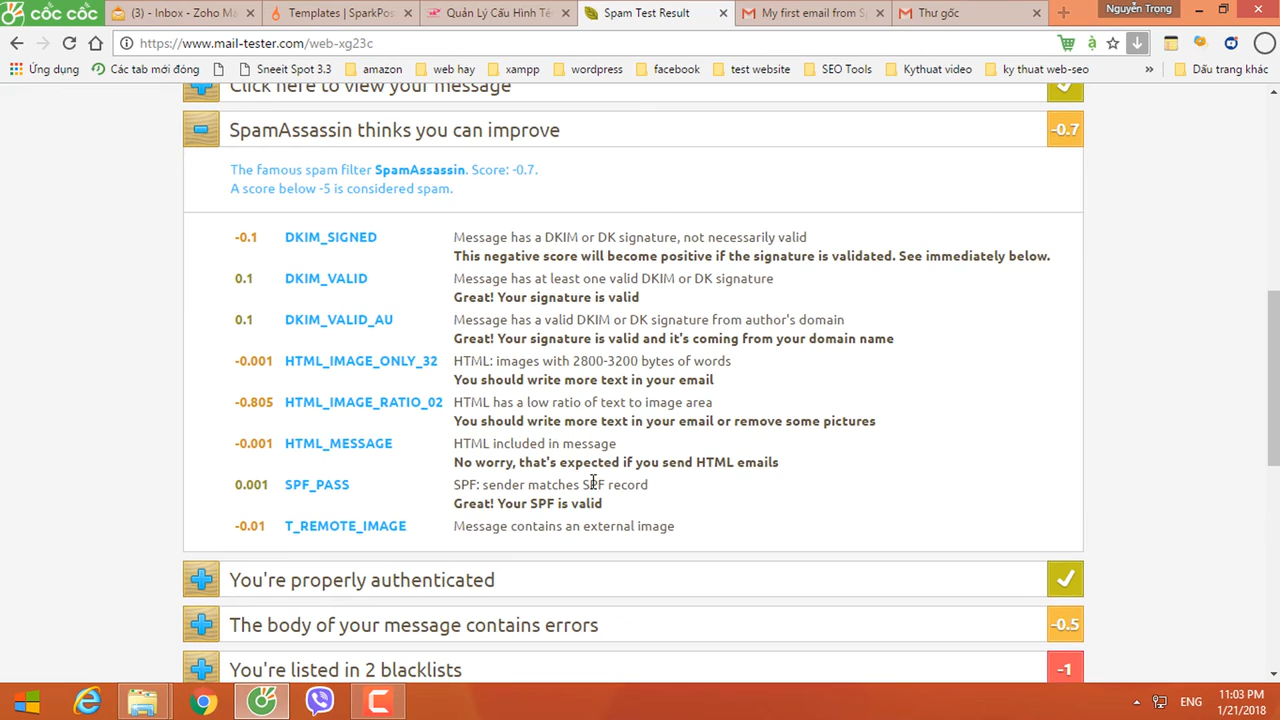 cốc cốc
(3) - Inbox - Zoho Ma
Templates | SparkPos
Quản Lý Cấu Hình Tê
Spam Test Result
My first email from S
Thư gốc
Nguyễn Trong
https://www.mail-tester.com/web-xg23c
Ứng dụng
Các tab mới đóng
Sneeit Spot 3.3
amazon
web hay
xampp
wordpress
facebook
test website
SEO Tools
Kythuat video
ky thuat web-seo
»
Dấu trang khác
Click here to view your message
SpamAssassin thinks you can improve
-0.7
The famous spam filter SpamAssassin. Score: -0.7.
A score below -5 is considered spam.
-0.1 DKIM_SIGNED Message has a DKIM or DK signature, not necessarily valid
This negative score will become positive if the signature is validated. See immediately below.
0.1 DKIM_VALID Message has at least one valid DKIM or DK signature
Great! Your signature is valid
0.1 DKIM_VALID_AU Message has a valid DKIM or DK signature from author's domain
Great! Your signature is valid and it's coming from your domain name
-0.001 HTML_IMAGE_ONLY_32 HTML: images with 2800-3200 bytes of words
You should write more text in your email
-0.805 HTML_IMAGE_RATIO_02 HTML has a low ratio of text to image area
You should write more text in your email or remove some pictures
-0.001 HTML_MESSAGE HTML included in message
No worry, that's expected if you send HTML emails
0.001 SPF_PASS SPF: sender matches SPF record
Great! Your SPF is valid
-0.01 T_REMOTE_IMAGE Message contains an external image
You're properly authenticated
The body of your message contains errors
-0.5
You're listed in 2 blacklists
-1
ENG
11:03 PM
1/21/2018